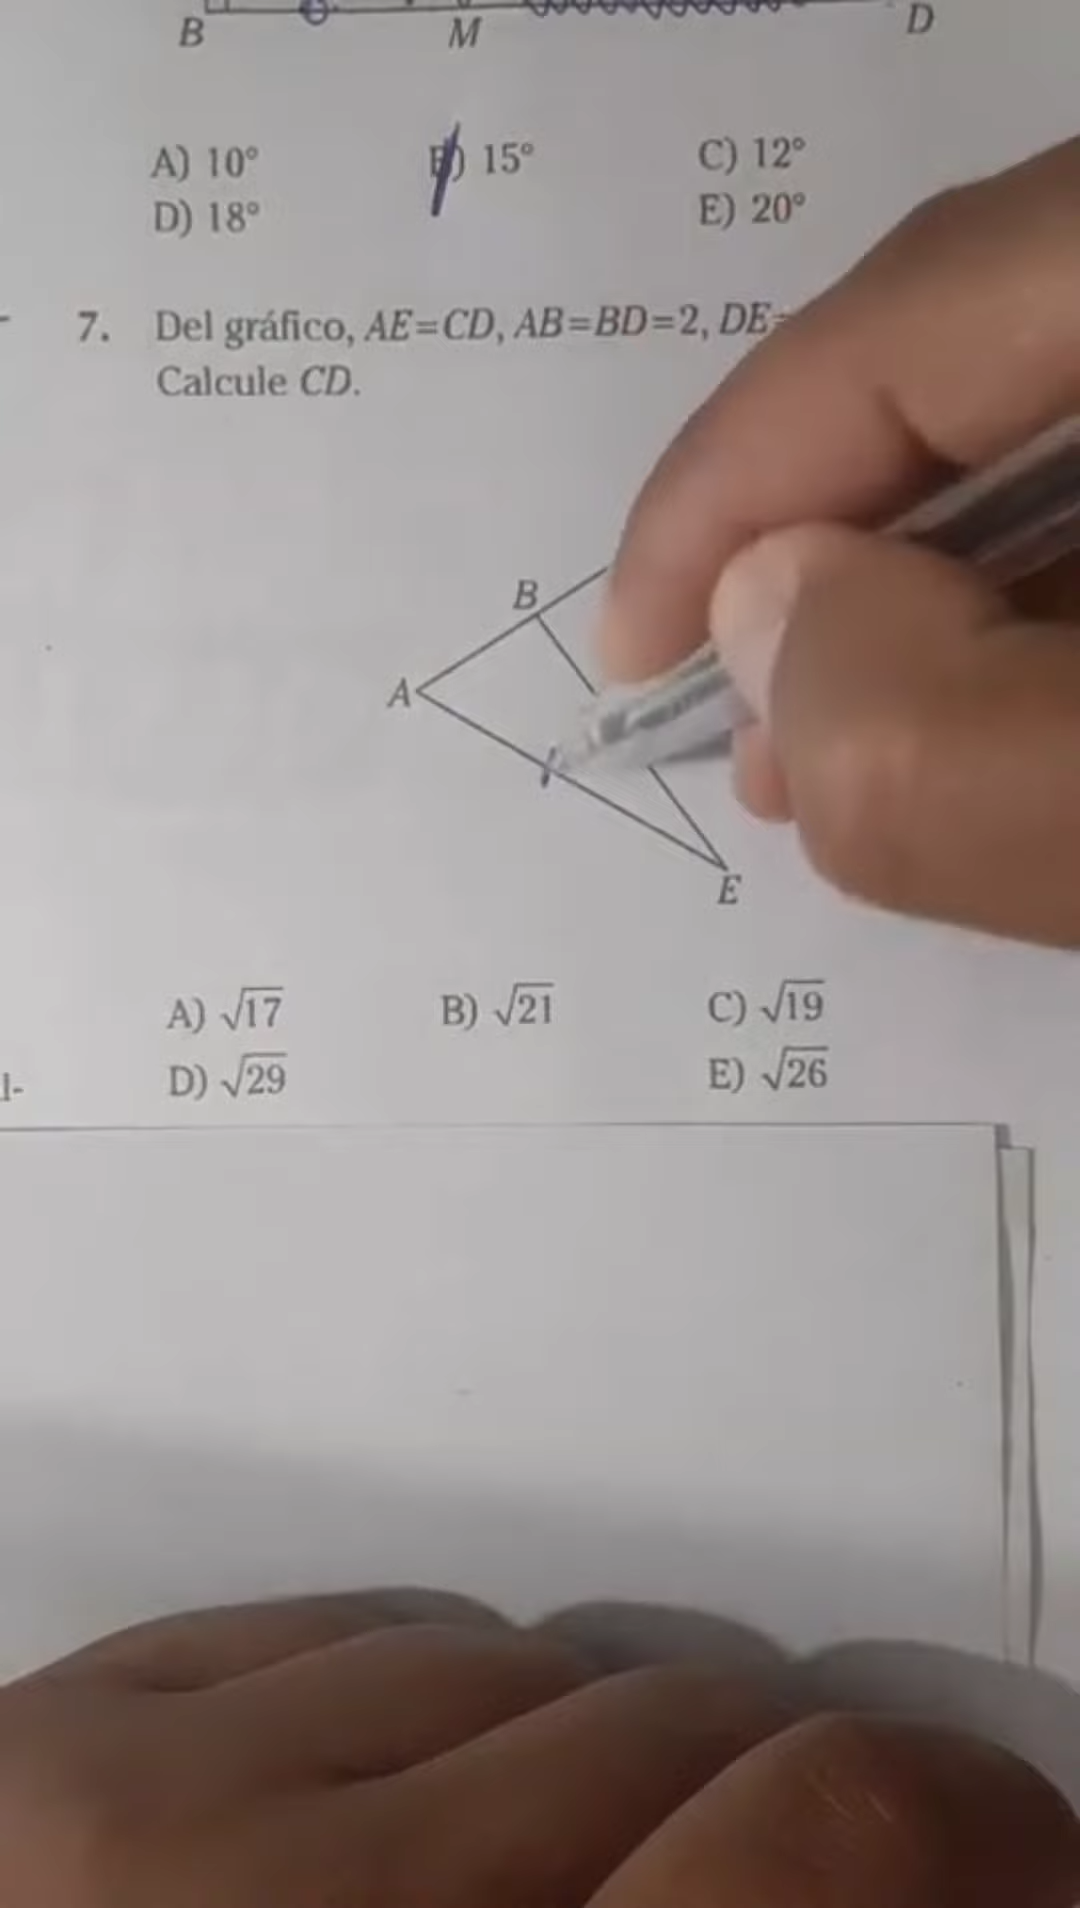 B M D
A) 10° B) 15° C) 12°
D) 18° E) 20°
7. Del gráfico, AE=CD, AB=BD=2, DE=
Calcule CD.
B
A
E
A) √17 B) √21 C) √19
D) √29 E) √26
l-